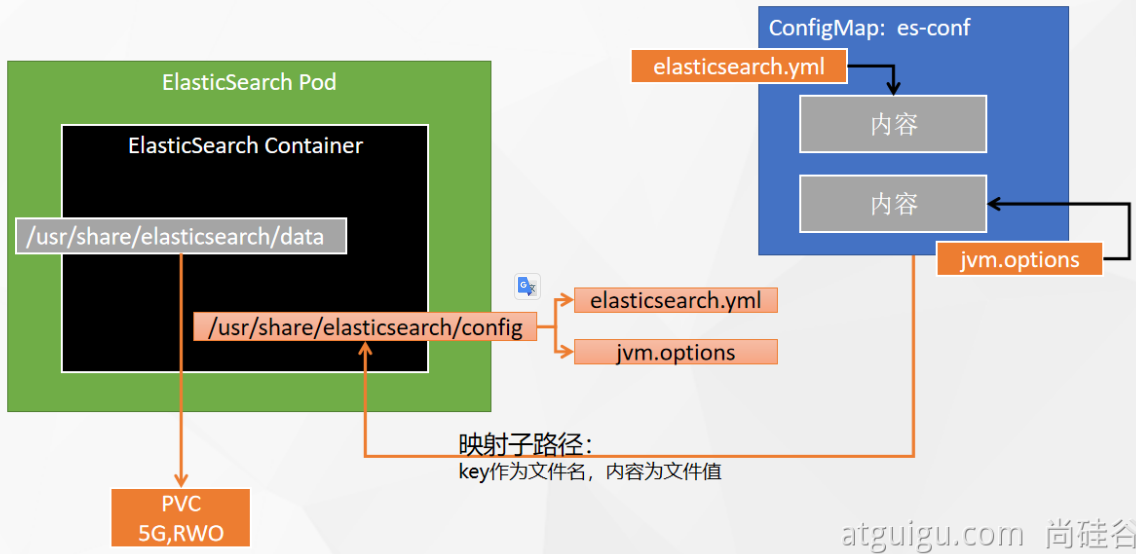 ConfigMap: es-conf
elasticsearch.yml
内容
内容
jvm.options
ElasticSearch Pod
ElasticSearch Container
/usr/share/elasticsearch/data
/usr/share/elasticsearch/config
elasticsearch.yml
jvm.options
映射子路径：
key作为文件名，内容为文件值
PVC
5G,RWO
atguigu.com 尚硅谷